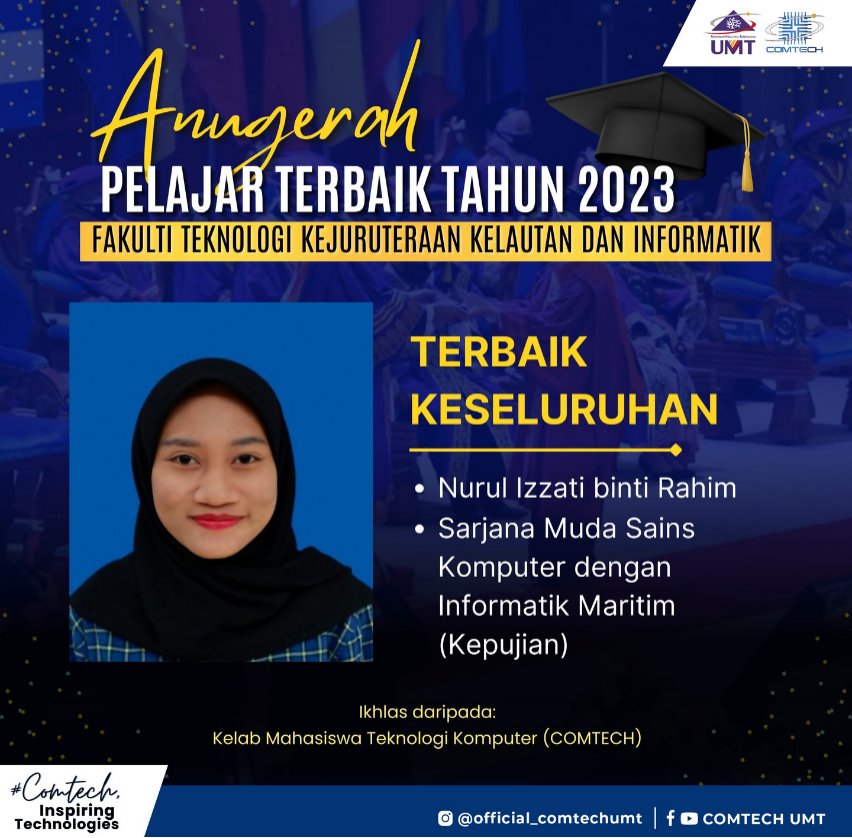 UMT
COMTECH
Anugerah
PELAJAR TERBAIK TAHUN 2023
FAKULTI TEKNOLOGI KEJURUTERAAN KELAUTAN DAN INFORMATIK
TERBAIK
KESELURUHAN
• Nurul Izzati binti Rahim
• Sarjana Muda Sains
Komputer dengan
Informatik Maritim
(Kepujian)
Ikhlas daripada:
Kelab Mahasiswa Teknologi Komputer (COMTECH)
#Comtech,
Inspiring
Technologies
@official_comtechumt
COMTECH UMT